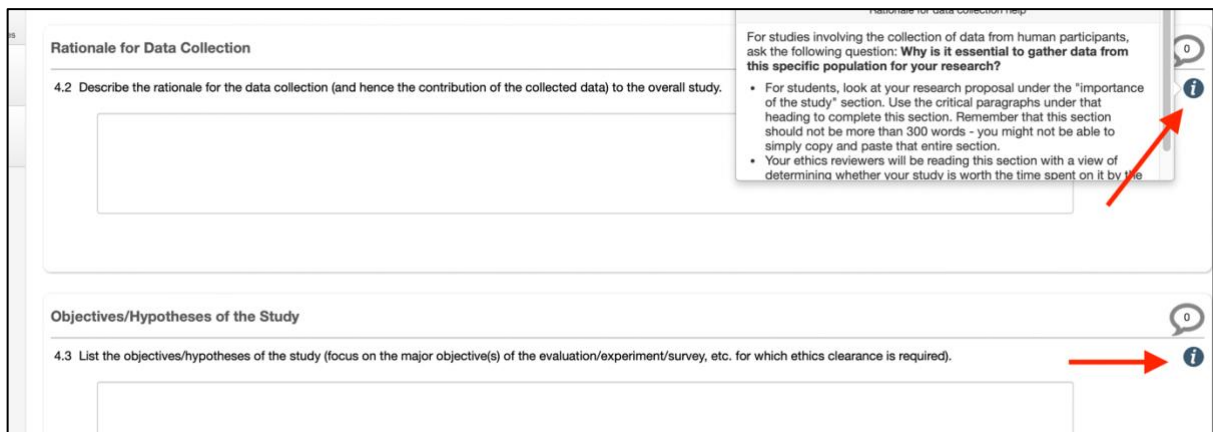 Rationale for data collection help
For studies involving the collection of data from human participants,
ask the following question: Why is it essential to gather data from
this specific population for your research?
• For students, look at your research proposal under the "importance
of the study" section. Use the critical paragraphs under that
heading to complete this section. Remember that this section
should not be more than 300 words - you might not be able to
simply copy and paste that entire section.
• Your ethics reviewers will be reading this section with a view of
determining whether your study is worth the time spent on it by the
Rationale for Data Collection
0
4.2 Describe the rationale for the data collection (and hence the contribution of the collected data) to the overall study.
i
Objectives/Hypotheses of the Study
0
4.3 List the objectives/hypotheses of the study (focus on the major objective(s) of the evaluation/experiment/survey, etc. for which ethics clearance is required).
i